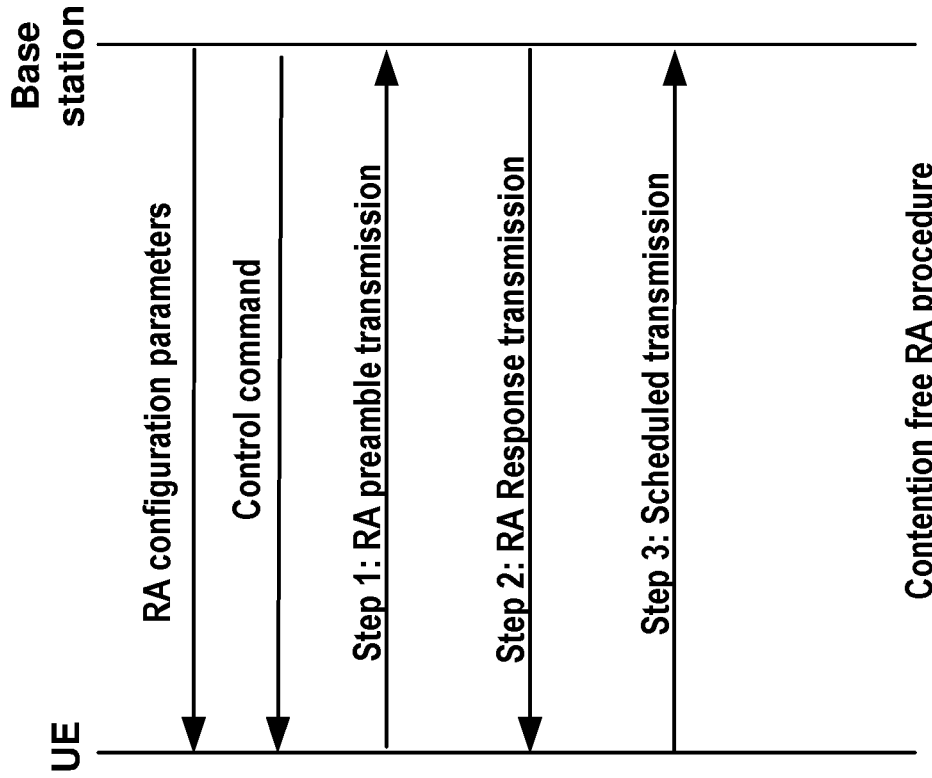 UE
Base
station
RA configuration parameters
Control command
Step 1: RA preamble transmission
Step 2: RA Response transmission
Step 3: Scheduled transmission
Contention free RA procedure